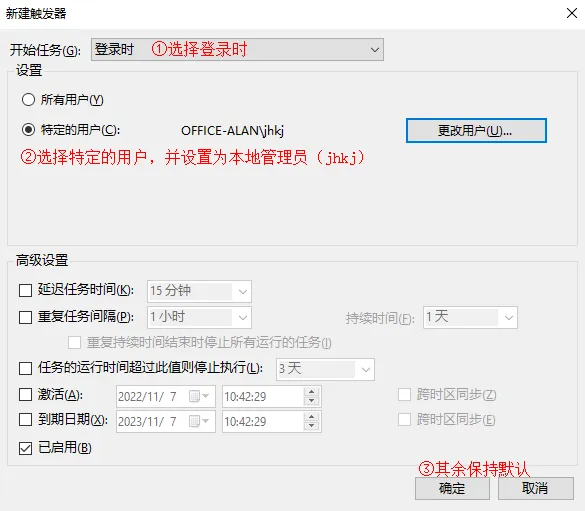 新建触发器
开始任务(G): 登录时 ①选择登录时
设置
所有用户(Y)
特定的用户(C): OFFICE-ALAN\jhkj 更改用户(U)...
②选择特定的用户，并设置为本地管理员（jhkj）
高级设置
延迟任务时间(K): 15 分钟
重复任务间隔(P): 1 小时 持续时间(F): 1 天
重复持续时间结束时停止所有运行的任务(I)
任务的运行时间超过此值则停止执行(L): 3 天
激活(A): 2022/11/ 7 10:42:29 跨时区同步(Z)
到期日期(X): 2023/11/ 7 10:42:29 跨时区同步(E)
已启用(B)
③其余保持默认
确定 取消